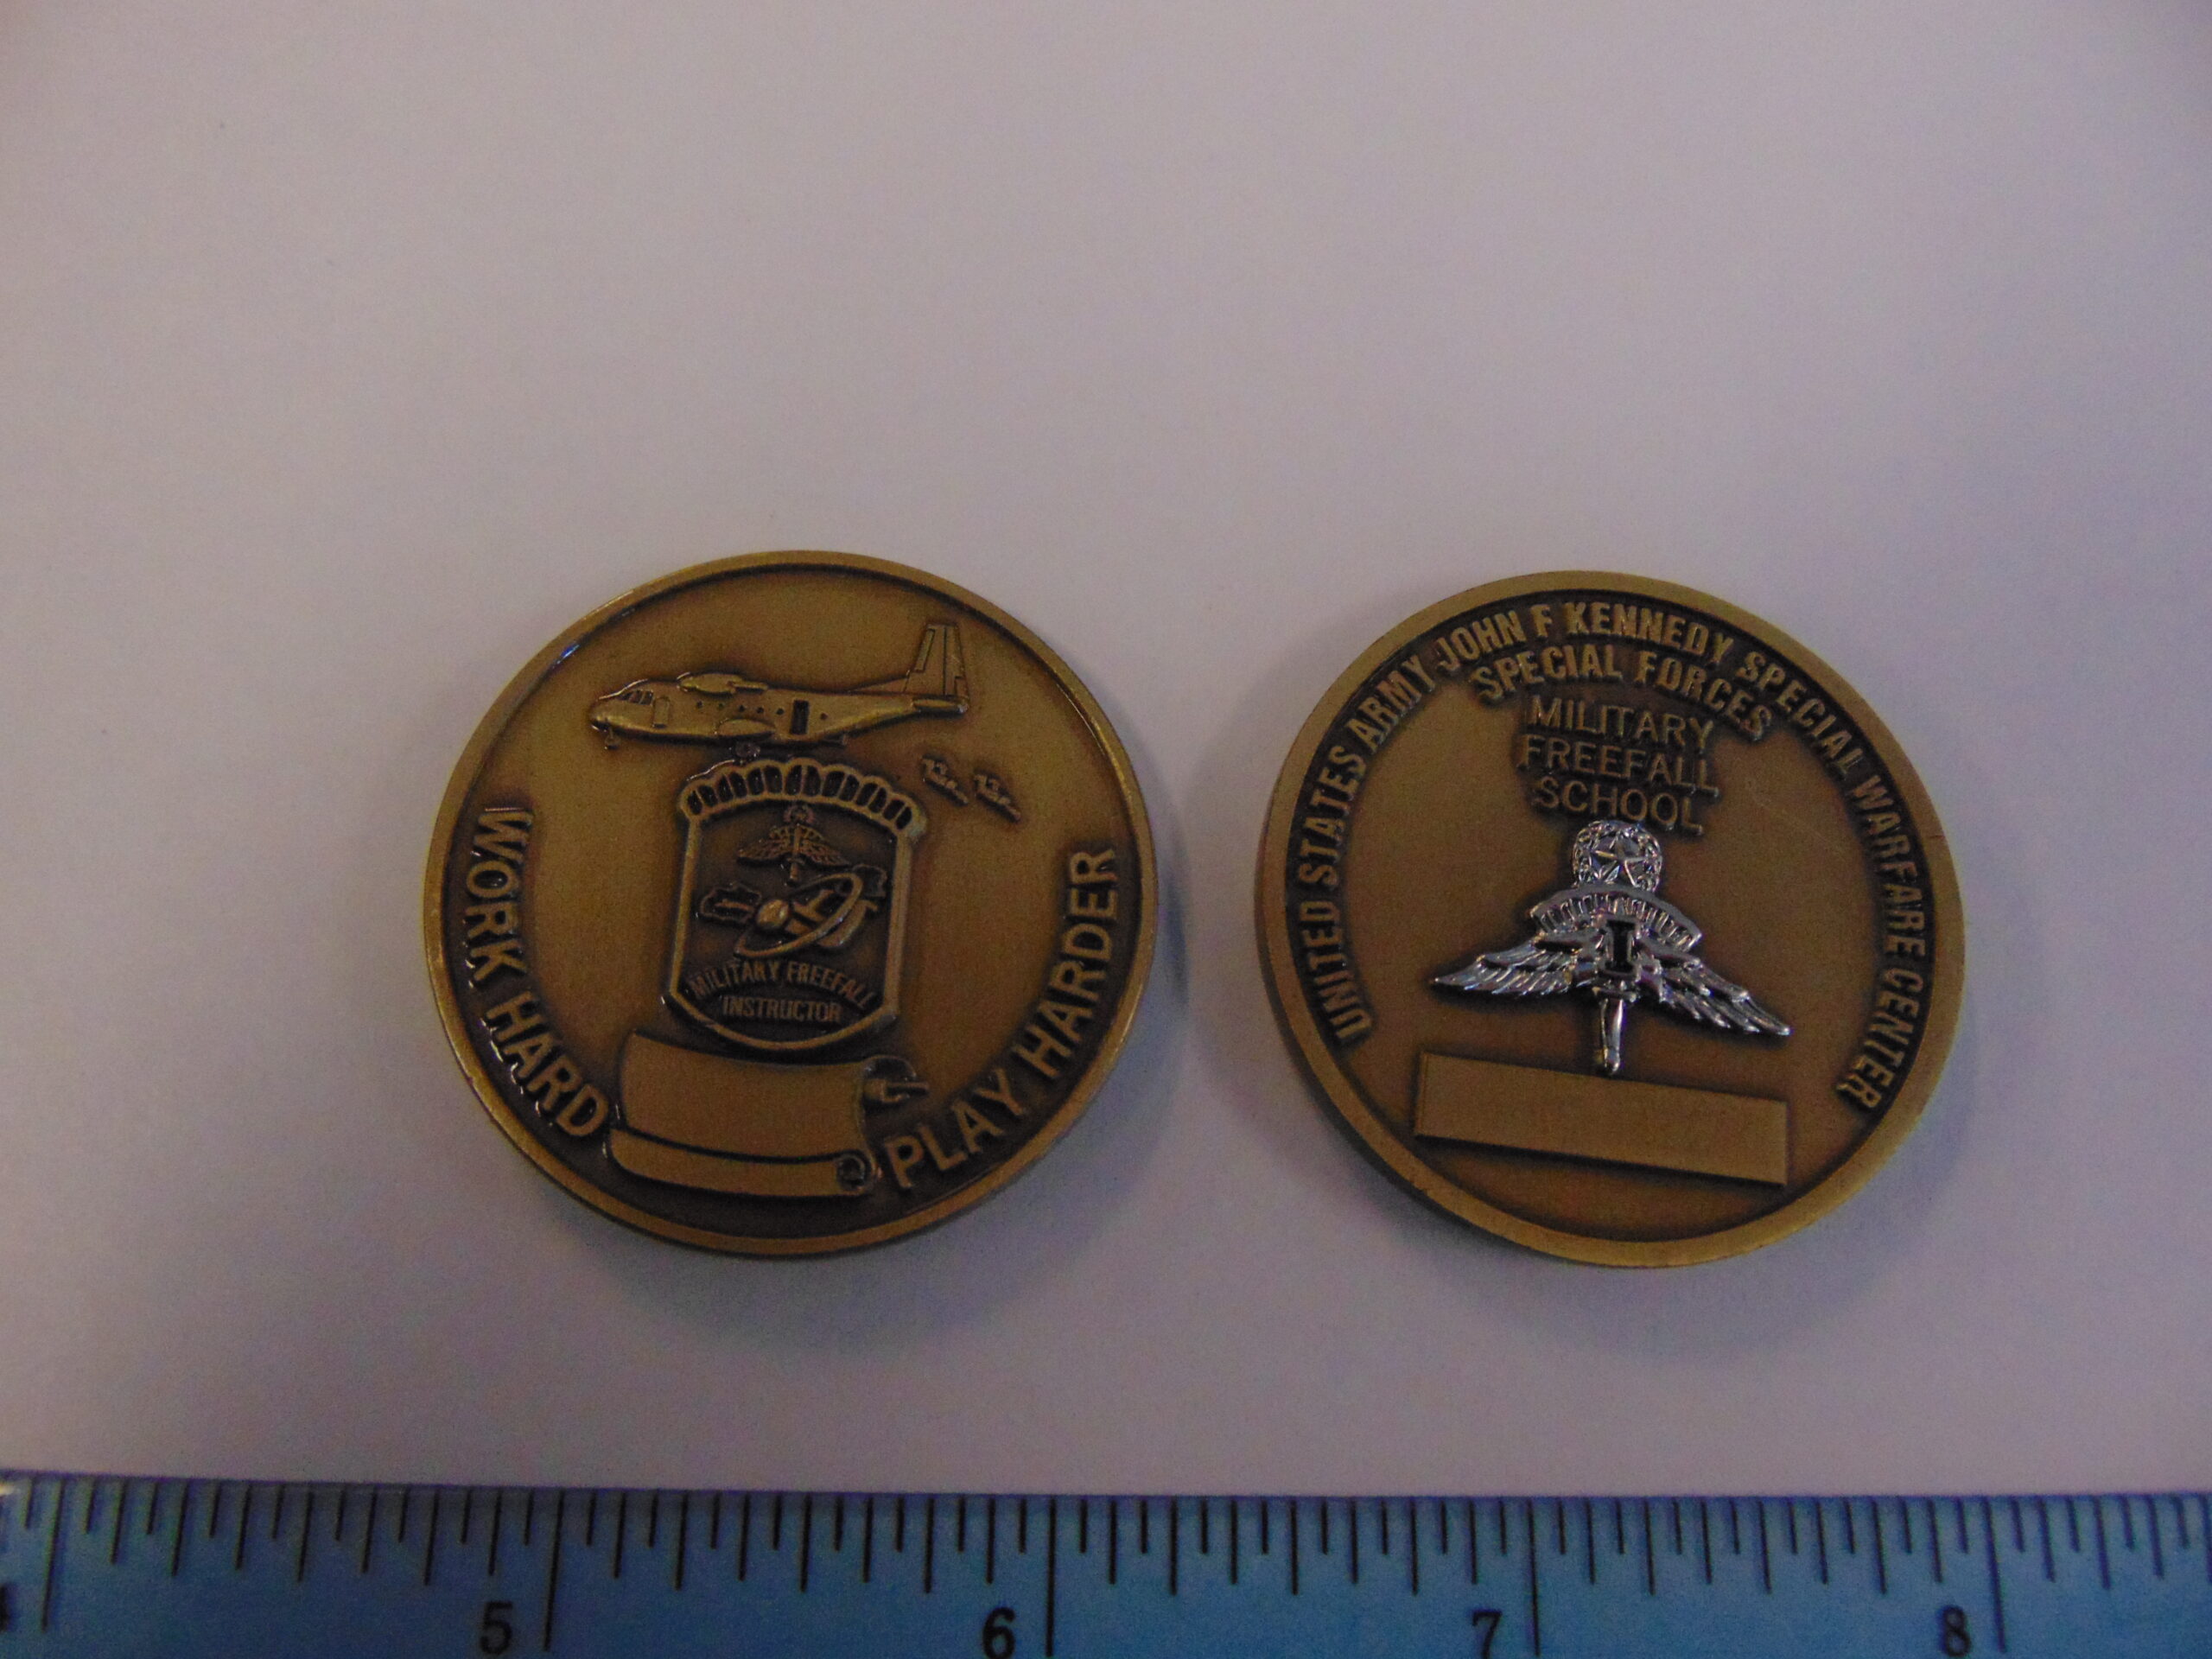 WORK HARD
PLAY HARDER
MILITARY FREEFALL
INSTRUCTOR
UNITED STATES ARMY JOHN F KENNEDY SPECIAL WARFARE CENTER
SPECIAL FORCES
MILITARY
FREEFALL
SCHOOL
5 6 7 8